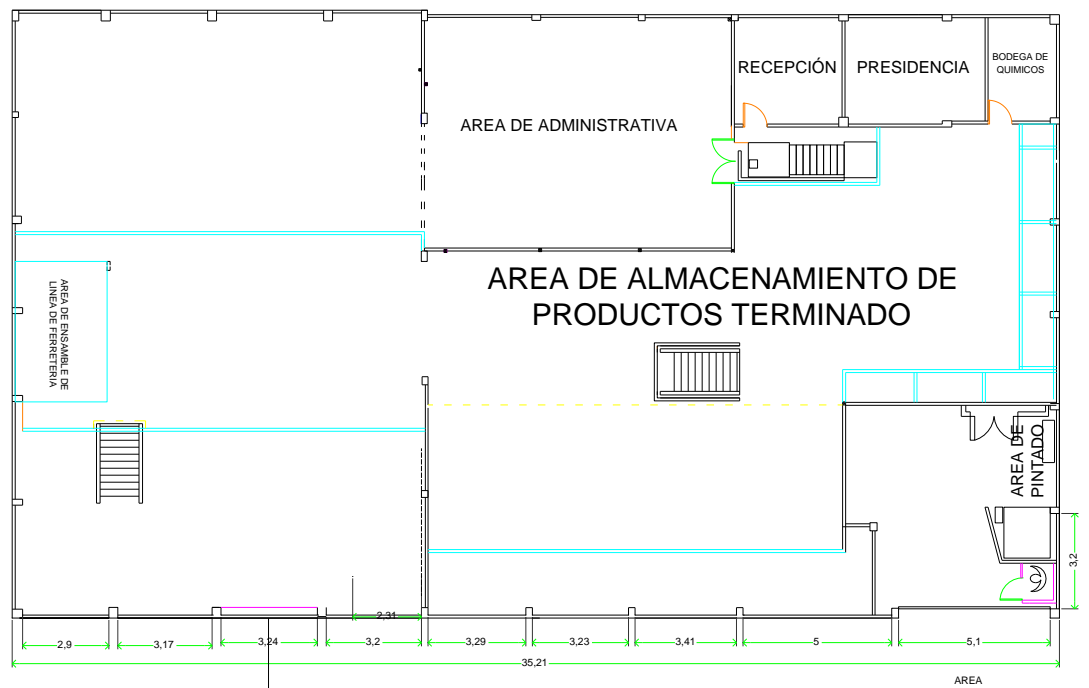 RECEPCIÓN
PRESIDENCIA
BODEGA DE
QUIMICOS
AREA DE ADMINISTRATIVA
AREA DE ALMACENAMIENTO DE
PRODUCTOS TERMINADO
AREA DE ENSAMBLE DE
LINEA DE FERRETERIA
AREA DE
PINTADO
3,2
2,31
2,9
3,17
3,24
3,2
3,29
3,23
3,41
5
5,1
35,21
AREA